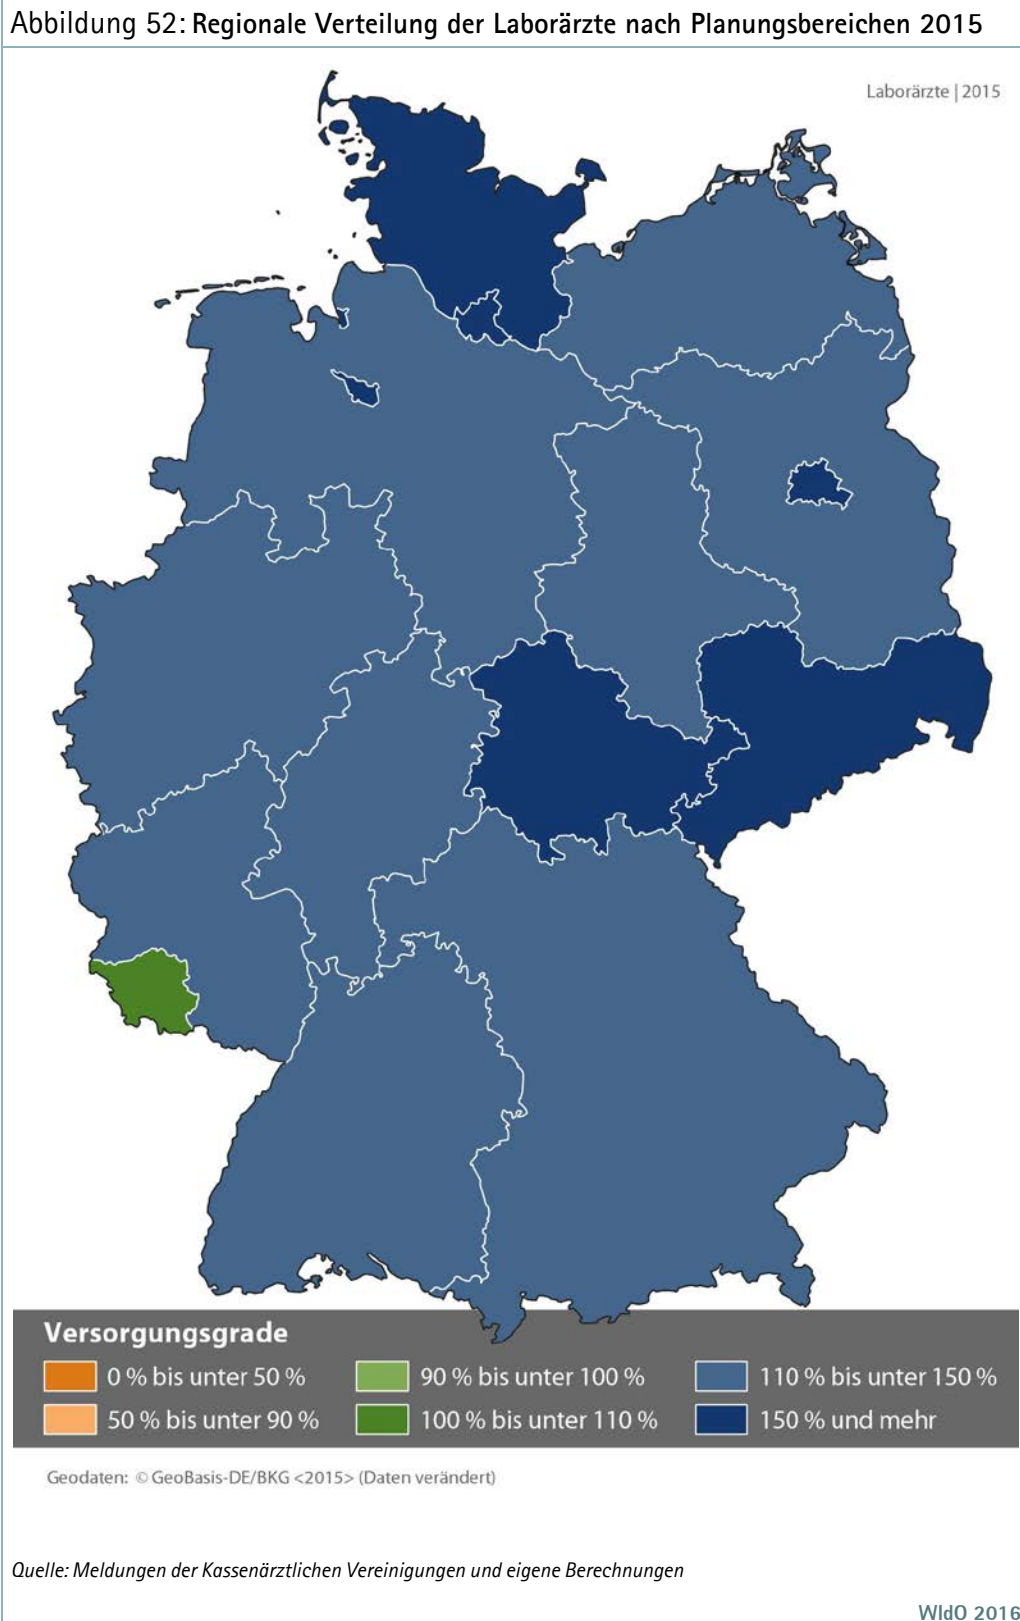 Abbildung 52: Regionale Verteilung der Laborärzte nach Planungsbereichen 2015
Laborärzte | 2015
Versorgungsgrade
0 % bis unter 50 %
90 % bis unter 100 %
110 % bis unter 150 %
50 % bis unter 90 %
100 % bis unter 110 %
150 % und mehr
Geodaten: © GeoBasis-DE/BKG <2015> (Daten verändert)
Quelle: Meldungen der Kassenärztlichen Vereinigungen und eigene Berechnungen
WIdO 2016